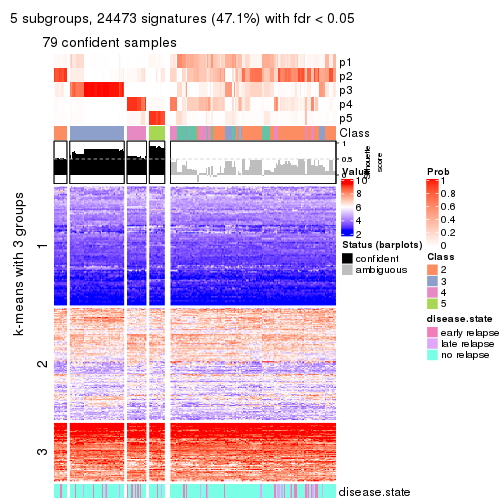 5 subgroups, 24473 signatures (47.1%) with fdr < 0.05
79 confident samples
p1
p2
p3
p4
p5
Class
1
0.5
0
Silhouette
score
k-means with 3 groups
1
2
3
Value
10
8
6
4
2
Status (barplots)
confident
ambiguous
Prob
1
0.8
0.6
0.4
0.2
0
Class
2
3
4
5
disease.state
early relapse
late relapse
no relapse
disease.state